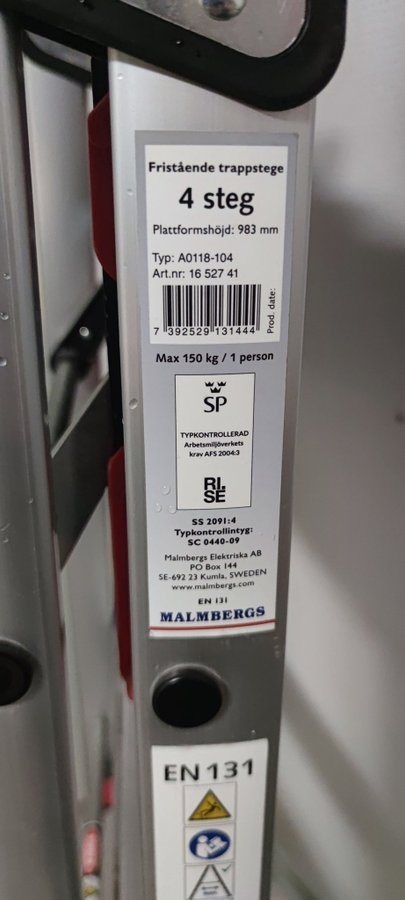 Fristående trappstege
4 steg
Plattformshöjd: 983 mm
Typ: A0118-104
Art.nr: 16 527 41
Prod. date:
7 392529 131444
Max 150 kg / 1 person
SP
TYPKONTROLLERAD
Arbetsmiljöverkets
krav AFS 2004:3
RI.
SE
SS 2091:4
Typkontrollintyg:
SC 0440-09
Malmbergs Elektriska AB
PO Box 144
SE-692 23 Kumla, SWEDEN
www.malmbergs.com
EN 131
MALMBERGS
EN 131